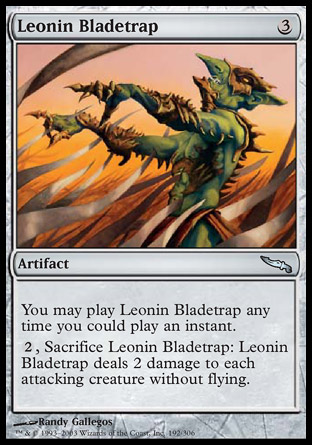 Leonin Bladetrap 3
Artifact
You may play Leonin Bladetrap any
time you could play an instant.
2, Sacrifice Leonin Bladetrap: Leonin
Bladetrap deals 2 damage to each
attacking creature without flying.
Randy Gallegos
™ & © 1993–2003 Wizards of the Coast, Inc. 192/306